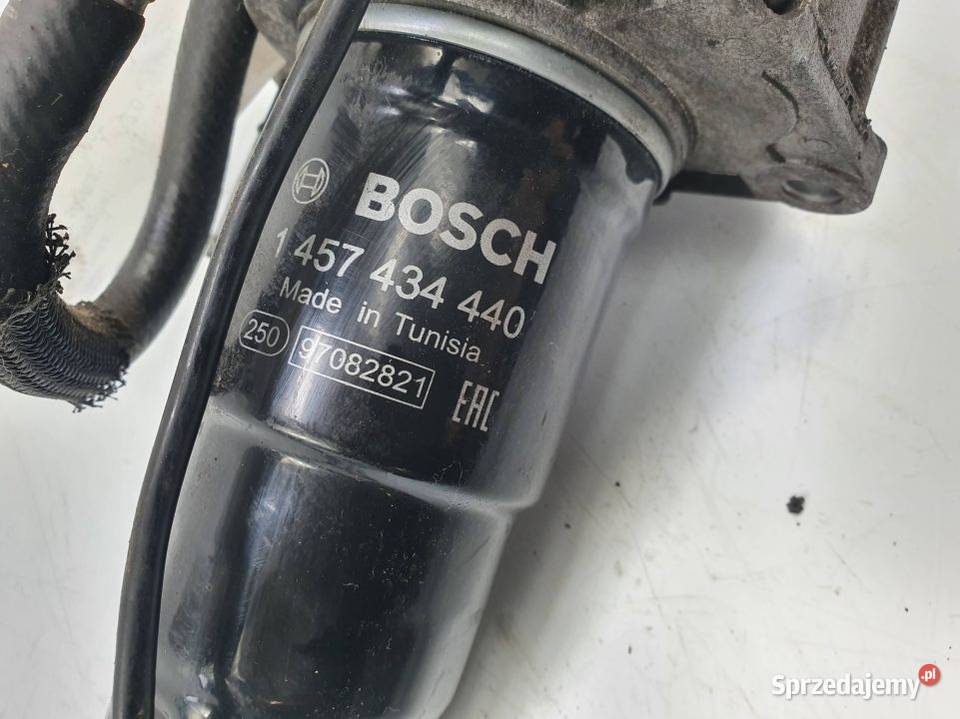 BOSCH
1 457 434 440
Made in Tunisia
250 97082821
EAC
Sprzedajemy.pl